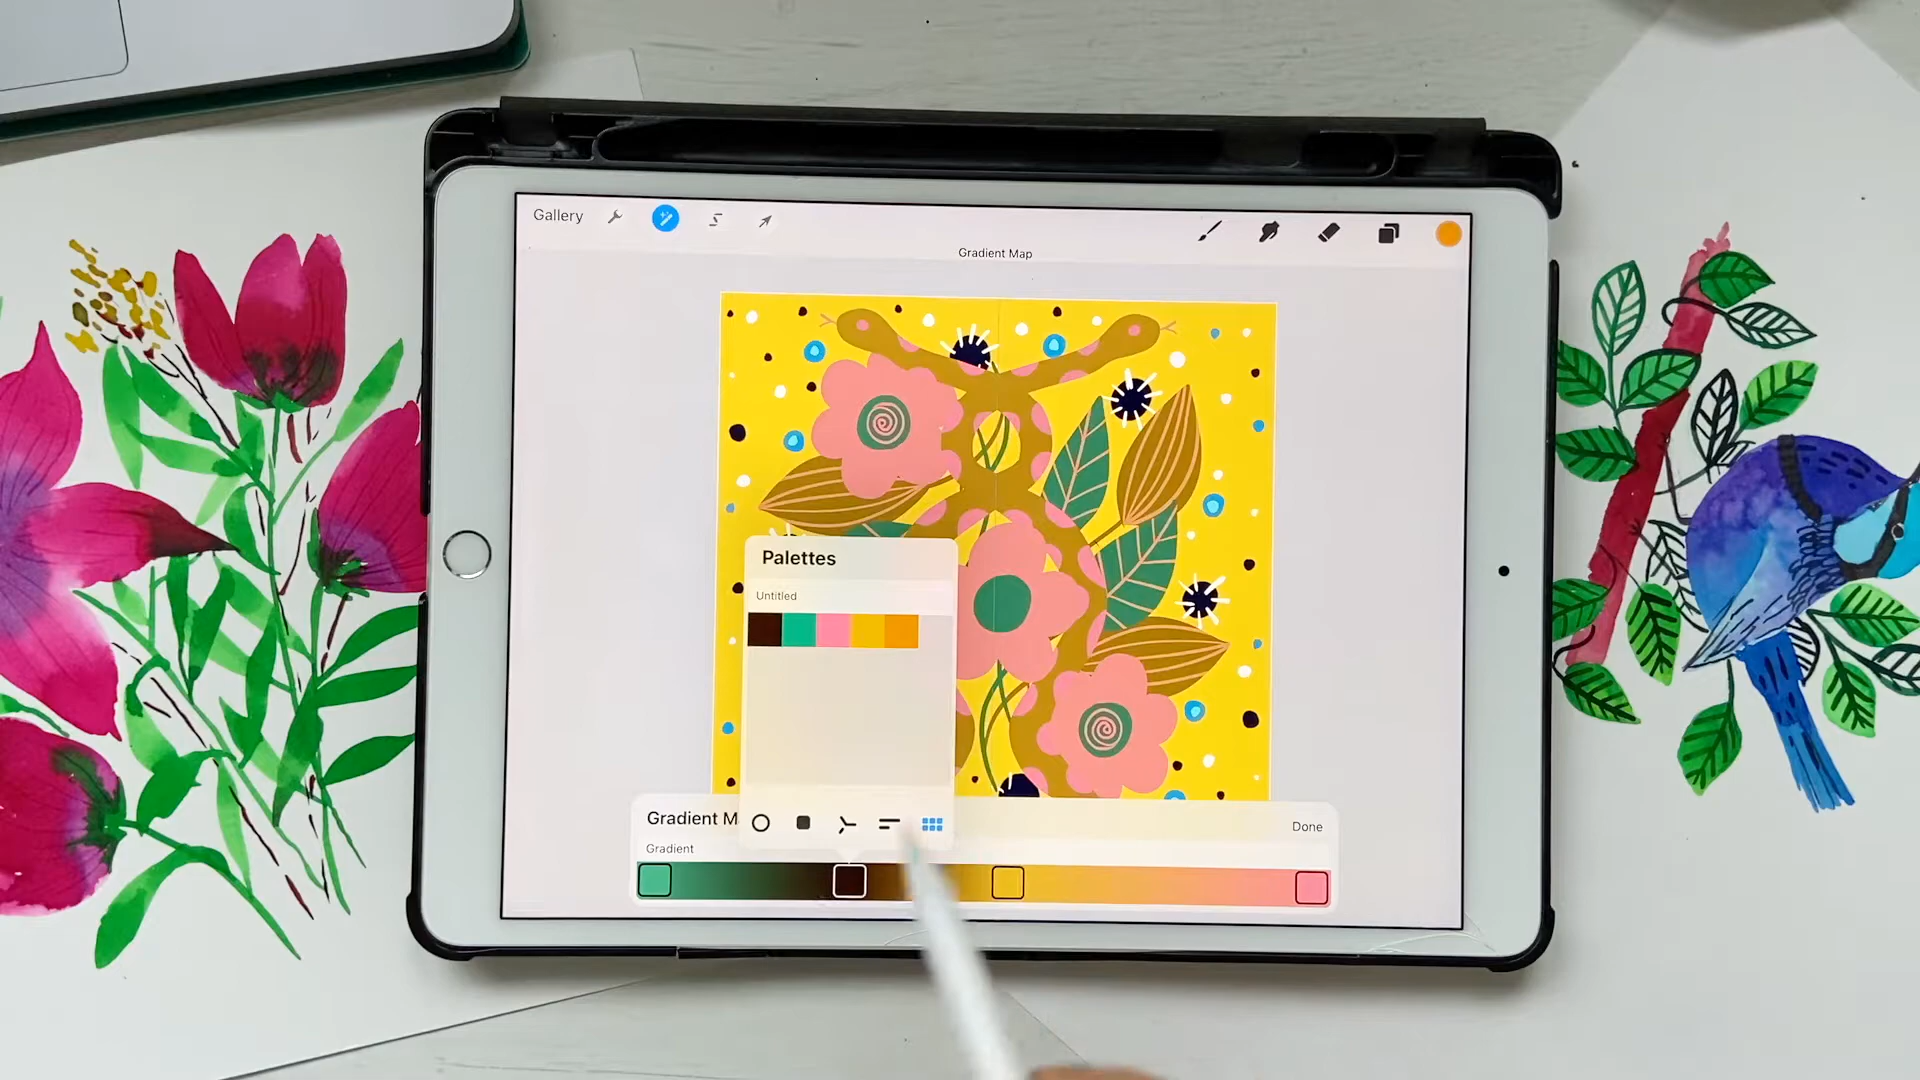 Gallery
Gradient Map
Palettes
Untitled
Gradient M
Done
Gradient